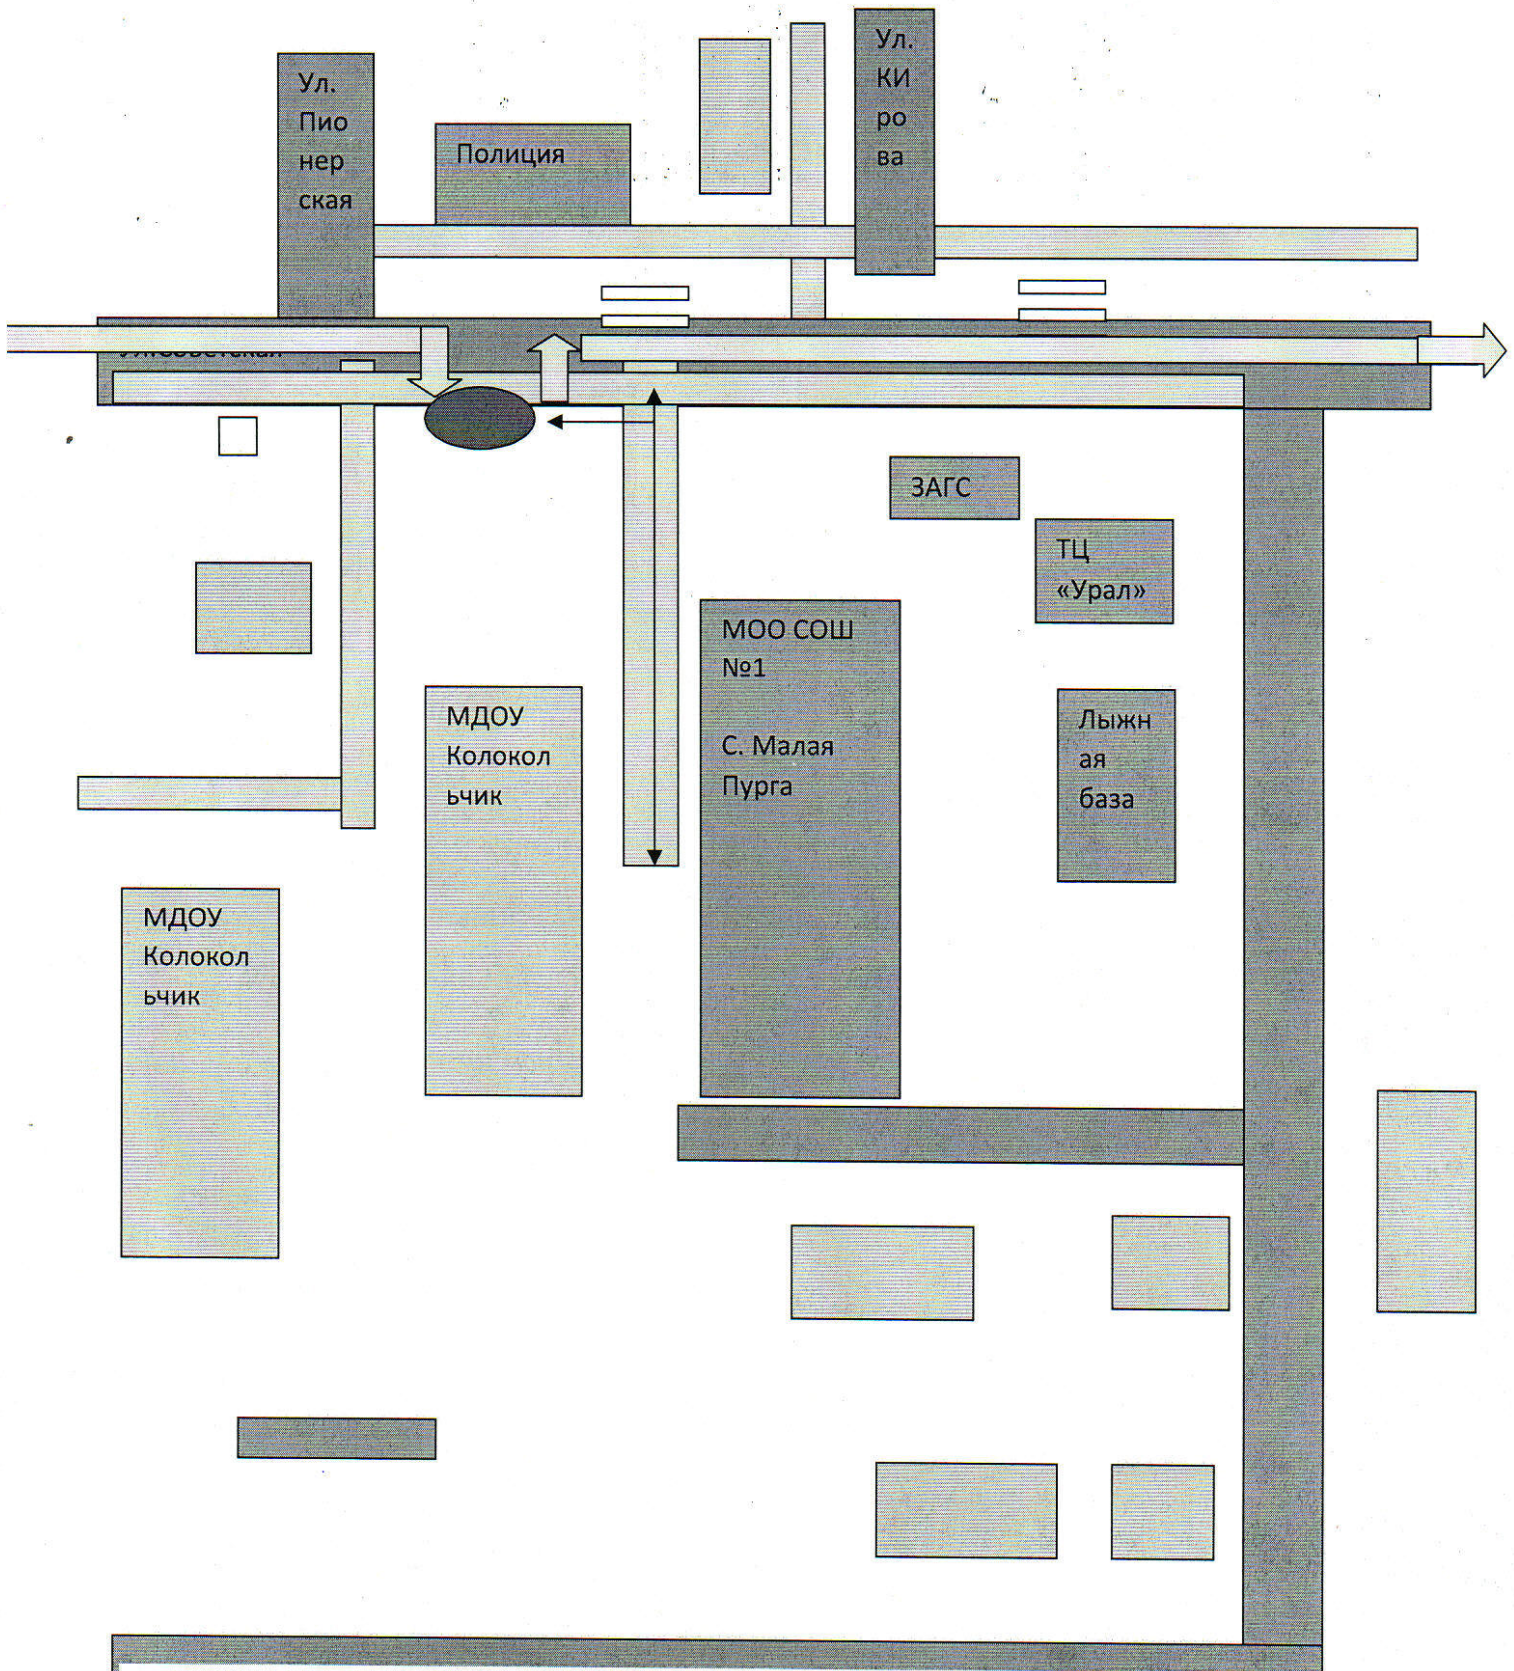 Ул.
Пио
нер
ская
Полиция
Ул.
КИ
ро
ва
ЗАГС
ТЦ
«Урал»
МОО СОШ
№1
С. Малая
Пурга
Лыжн
ая
база
МДОУ
Колокол
ьчик
МДОУ
Колокол
ьчик